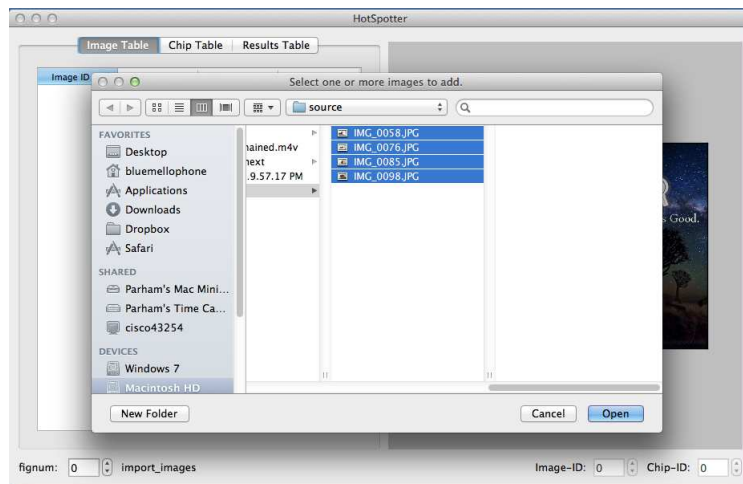 HotSpotter
Image Table Chip Table Results Table
Image ID
Select one or more images to add.
source
FAVORITES
Desktop
bluemellophone
Applications
Downloads
Dropbox
Safari
SHARED
Parham's Mac Mini...
Parham's Time Ca...
cisco43254
DEVICES
Windows 7
Macintosh HD
ained.m4v
next
.9.57.17 PM
IMG_0058.JPG
IMG_0076.JPG
IMG_0085.JPG
IMG_0098.JPG
R
s Good.
New Folder Cancel Open
fignum: 0 import_images Image-ID: 0 Chip-ID: 0